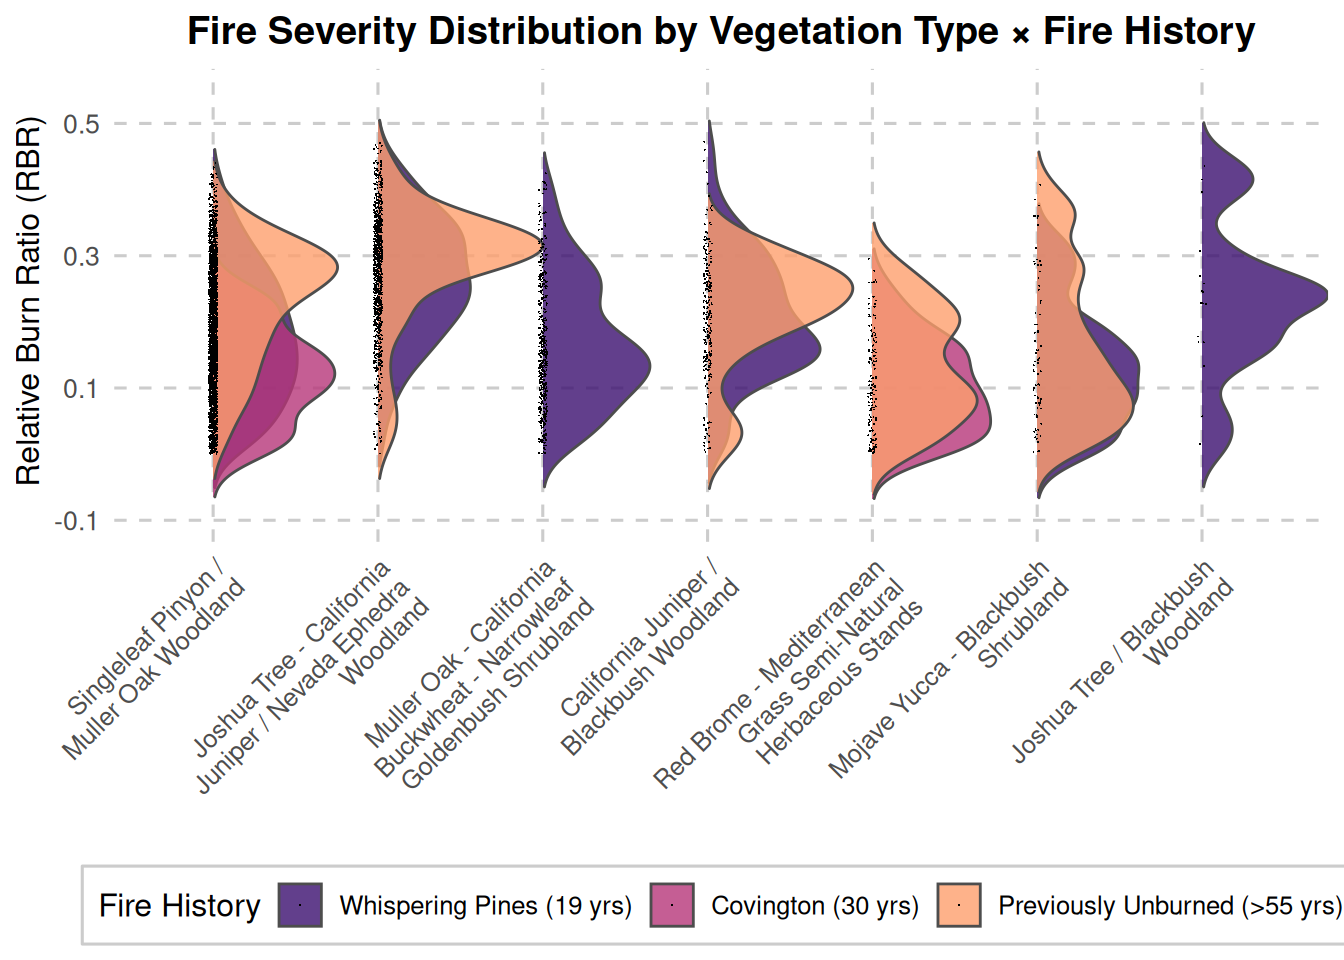 Fire Severity Distribution by Vegetation Type × Fire History
Relative Burn Ratio (RBR)
0.5
0.3
0.1
-0.1
Singleleaf Pinyon /
Muller Oak Woodland
Joshua Tree - California
Juniper / Nevada Ephedra
Woodland
Muller Oak - California
Buckwheat - Narrowleaf
Goldenbush Shrubland
California Juniper /
Blackbush Woodland
Red Brome - Mediterranean
Grass Semi-Natural
Herbaceous Stands
Mojave Yucca - Blackbush
Shrubland
Joshua Tree / Blackbush
Woodland
Fire History
Whispering Pines (19 yrs)
Covington (30 yrs)
Previously Unburned (>55 yrs)